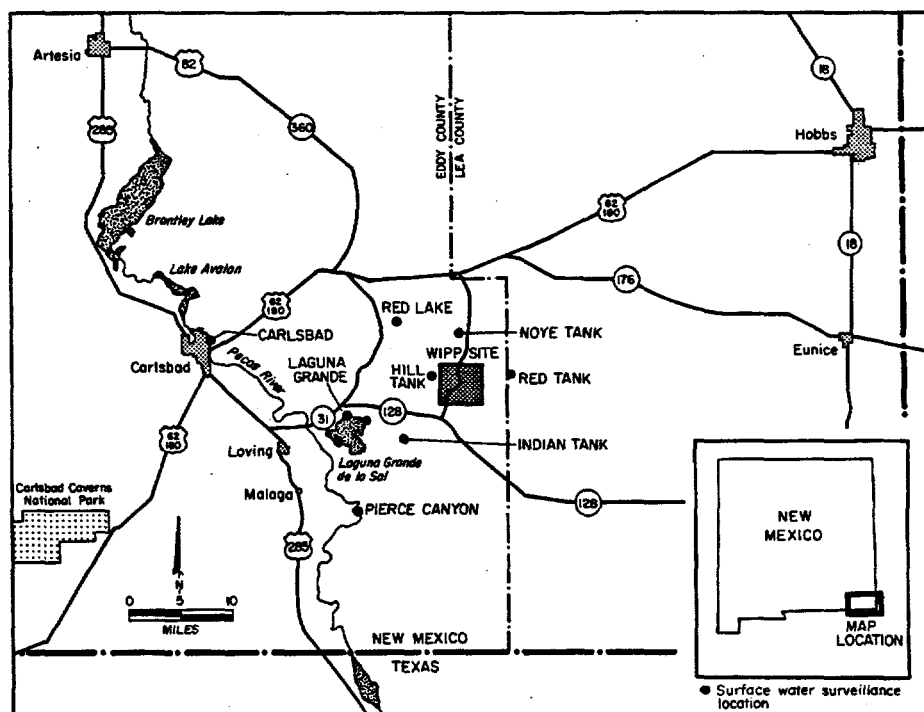 Artesia
82
18
285
360
Hobbs
EDDY COUNTY
LEA COUNTY
62
180
Brantley Lake
18
Lake Avalon
176
62
180
RED LAKE
CARLSBAD
NOYE TANK
Carlsbad
Pecos River
WIPP SITE
Eunice
LAGUNA
GRANDE
HILL
TANK
RED TANK
31
128
62
180
Loving
INDIAN TANK
Laguna Grande
de la Sal
Malaga
Carlsbad Caverns
National Park
PIERCE CANYON
128
NEW
MEXICO
285
N
0 5 10
MILES
MAP
LOCATION
NEW MEXICO
TEXAS
Surface water surveillance
location